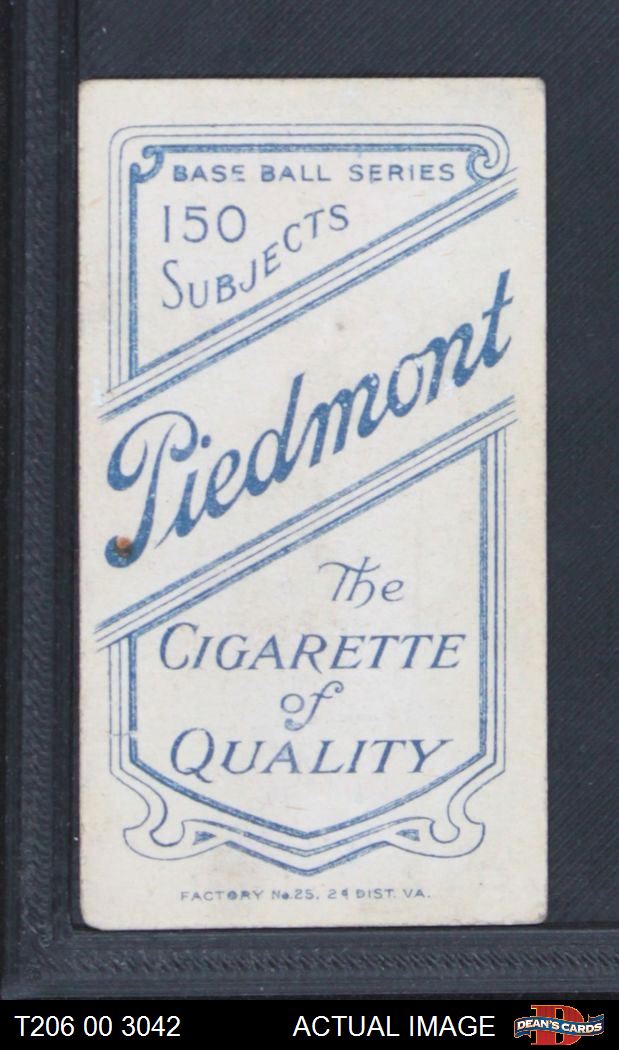 BASE BALL SERIES
150
SUBJECTS
Piedmont
The
CIGARETTE
of
QUALITY
FACTORY No.25, 2d DIST. VA.
T206 00 3042 ACTUAL IMAGE DEAN'S CARDS